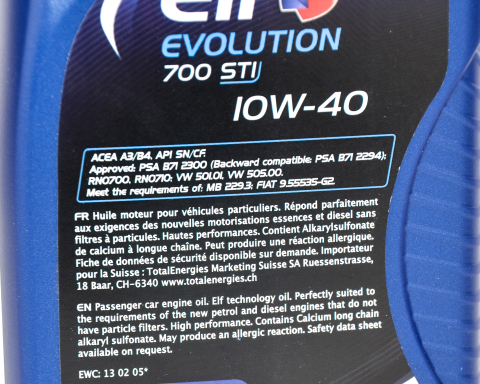 elf
EVOLUTION
700 STI
10W-40
ACEA A3/B4. API SN/CF.
Approved: PSA B71 2300 (Backward compatible: PSA B71 2294);
RN0700, RN0710; VW 501.01, VW 505.00.
Meet the requirements of: MB 229.3; FIAT 9.55535-G2.
FR Huile moteur pour véhicules particuliers. Répond parfaitement
aux exigences des nouvelles motorisations essences et diesel sans
filtres à particules. Hautes performances. Contient Alkarylsulfonate
de calcium à longue chaîne. Peut produire une réaction allergique.
Fiche de données de sécurité disponible sur demande. Importateur
pour la Suisse : TotalEnergies Marketing Suisse SA Ruessenstrasse,
18 Baar, CH-6340 www.totalenergies.ch
EN Passenger car engine oil. Elf technology oil. Perfectly suited to
the requirements of the new petrol and diesel engines that do not
have particle filters. High performance. Contains Calcium long chain
alkaryl sulfonate. May produce an allergic reaction. Safety data sheet
available on request.
EWC: 13 02 05*